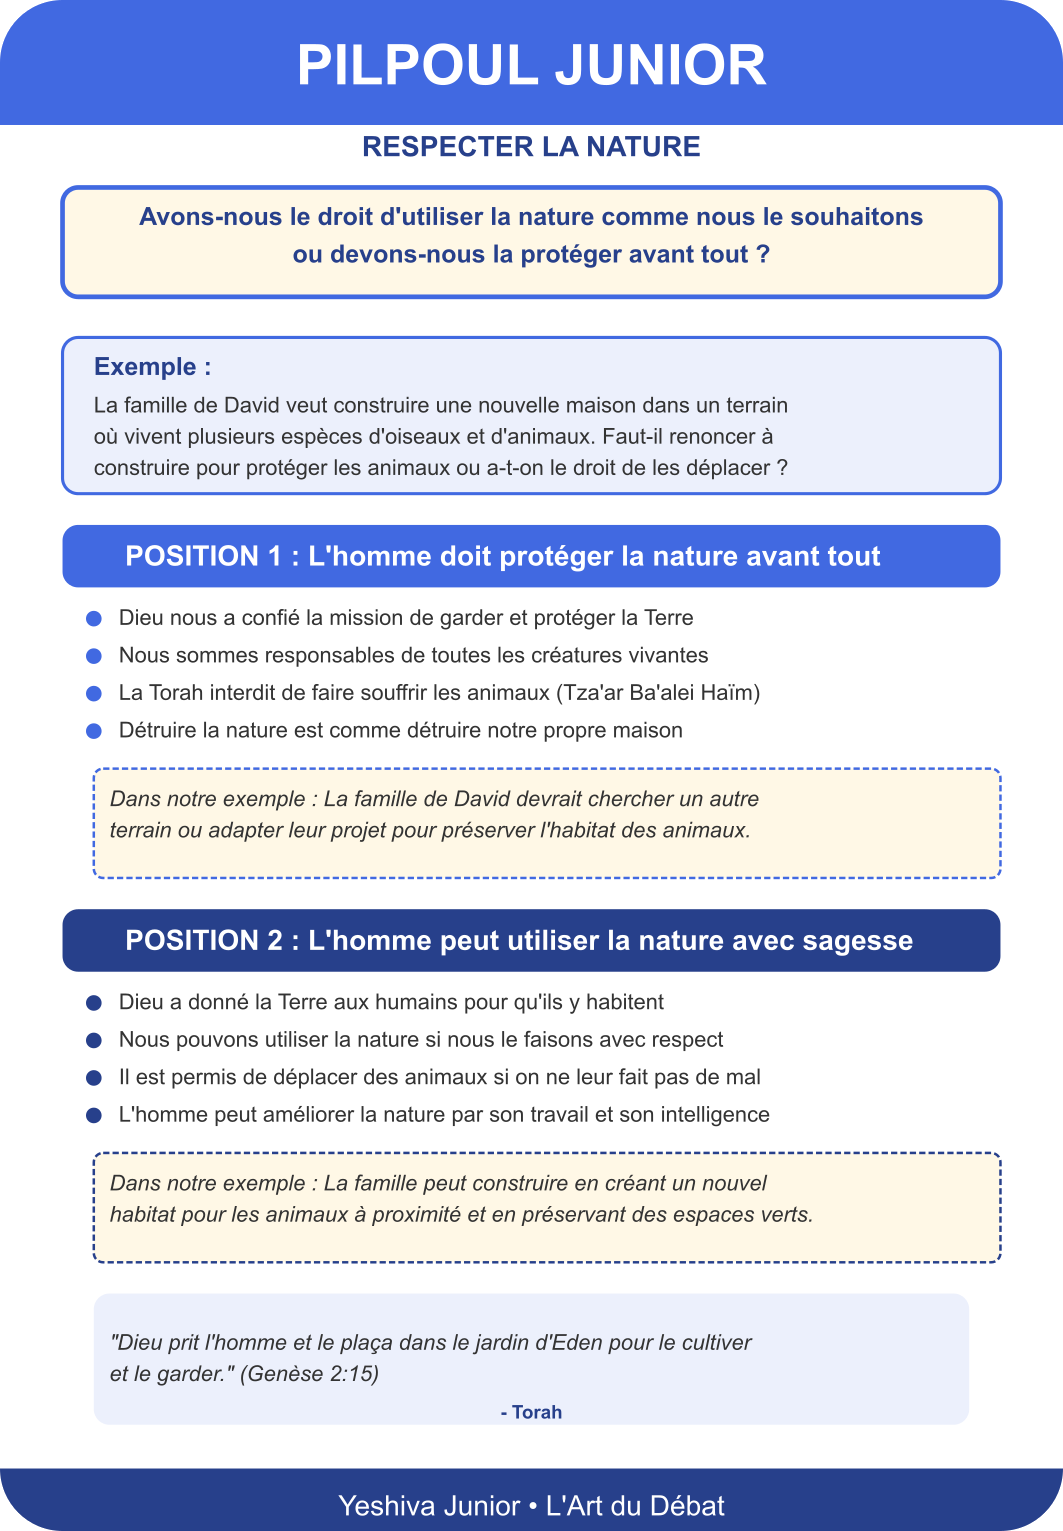 PILPOUL JUNIOR
RESPECTER LA NATURE
Avons-nous le droit d'utiliser la nature comme nous le souhaitons
ou devons-nous la protéger avant tout ?
Exemple :
La famille de David veut construire une nouvelle maison dans un terrain
où vivent plusieurs espèces d'oiseaux et d'animaux. Faut-il renoncer à
construire pour protéger les animaux ou a-t-on le droit de les déplacer ?
POSITION 1 : L'homme doit protéger la nature avant tout
Dieu nous a confié la mission de garder et protéger la Terre
Nous sommes responsables de toutes les créatures vivantes
La Torah interdit de faire souffrir les animaux (Tza'ar Ba'alei Haïm)
Détruire la nature est comme détruire notre propre maison
Dans notre exemple : La famille de David devrait chercher un autre
terrain ou adapter leur projet pour préserver l'habitat des animaux.
POSITION 2 : L'homme peut utiliser la nature avec sagesse
Dieu a donné la Terre aux humains pour qu'ils y habitent
Nous pouvons utiliser la nature si nous le faisons avec respect
Il est permis de déplacer des animaux si on ne leur fait pas de mal
L'homme peut améliorer la nature par son travail et son intelligence
Dans notre exemple : La famille peut construire en créant un nouvel
habitat pour les animaux à proximité et en préservant des espaces verts.
"Dieu prit l'homme et le plaça dans le jardin d'Eden pour le cultiver
et le garder." (Genèse 2:15)
- Torah
Yeshiva Junior • L'Art du Débat